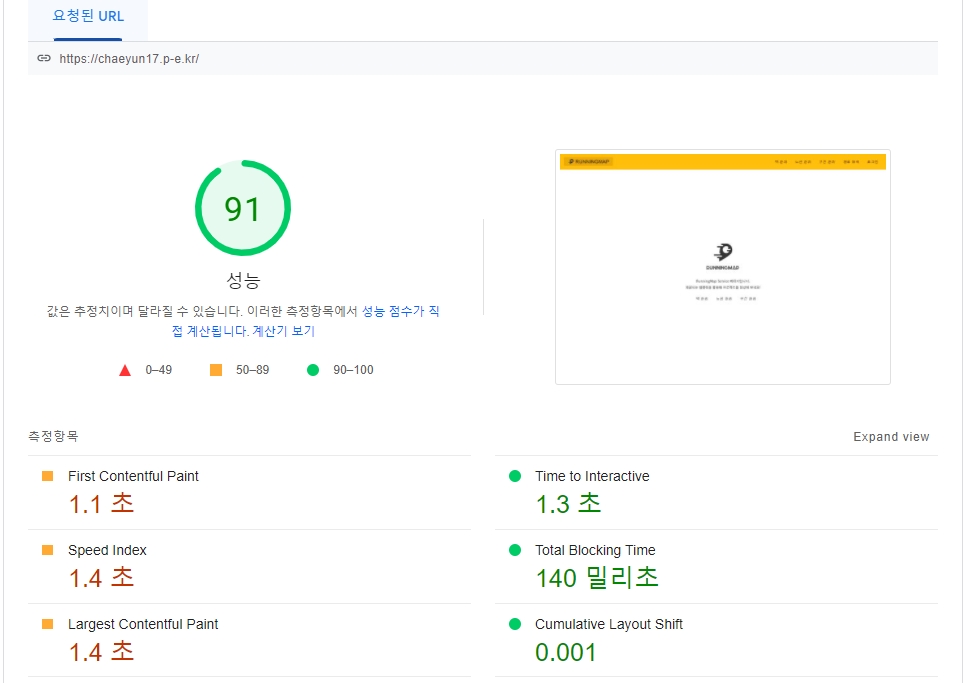 요청된 URL
https://chaeyun17.p-e.kr/
91
성능
값은 추정치이며 달라질 수 있습니다. 이러한 측정항목에서 성능 점수가 직
접 계산됩니다. 계산기 보기
0–49
50–89
90–100
RUNNINGMAP
RUNNINGMAP
측정항목
Expand view
First Contentful Paint
1.1 초
Time to Interactive
1.3 초
Speed Index
1.4 초
Total Blocking Time
140 밀리초
Largest Contentful Paint
1.4 초
Cumulative Layout Shift
0.001